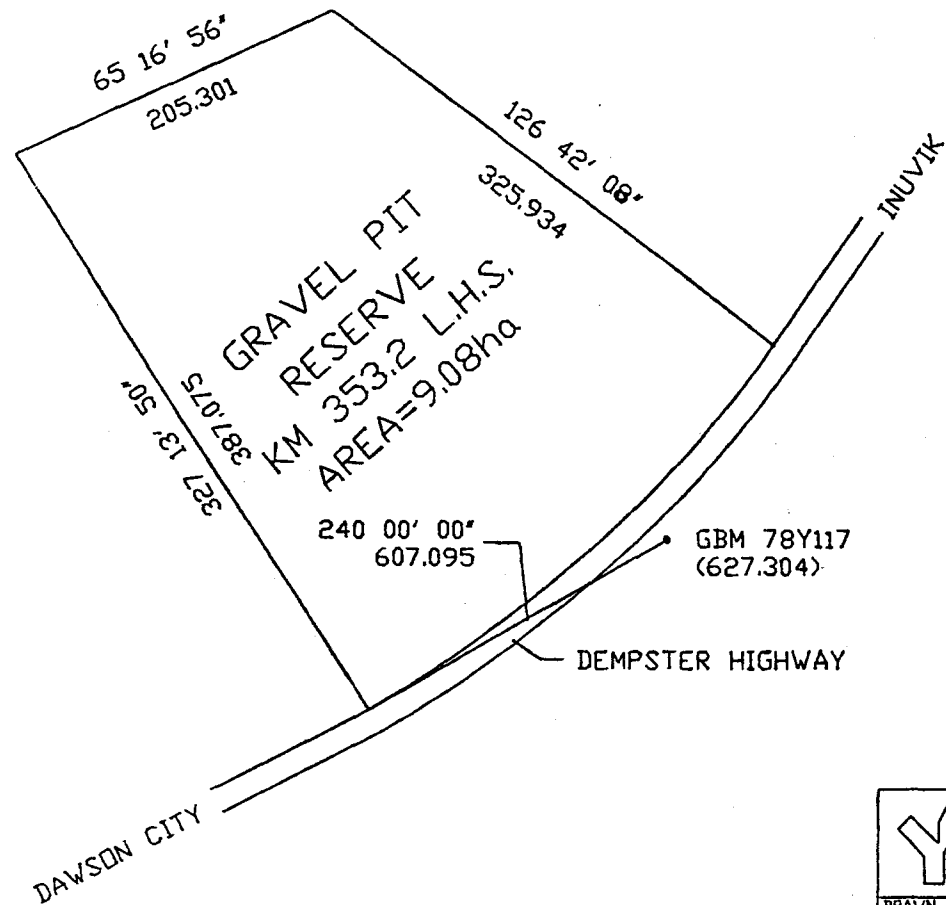 65 16' 56"
205.301
126 42' 08"
325.934
INUVIK
GRAVEL PIT
RESERVE
KM 353.2 L.H.S.
AREA=9.08ha
327 13' 50"
387.075
240 00' 00"
607.095
GBM 78Y117
(627.304)
DEMPSTER HIGHWAY
DAWSON CITY